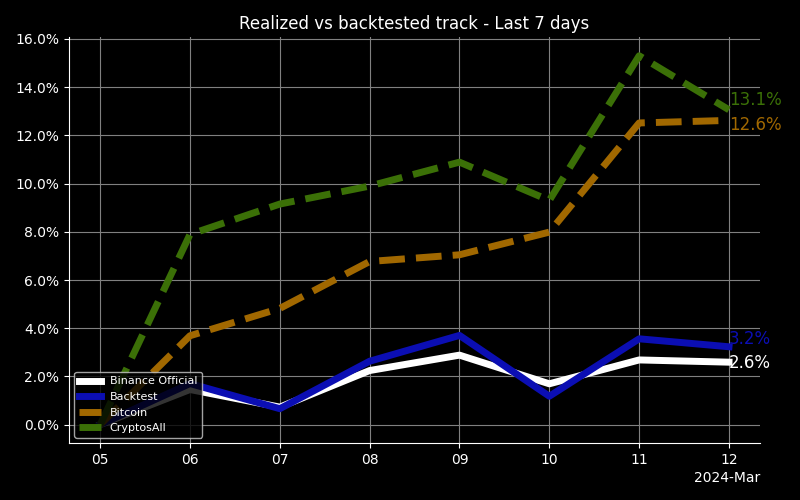 Realized vs backtested track - Last 7 days
16.0%
14.0%
12.0%
10.0%
8.0%
6.0%
4.0%
2.0%
0.0%
13.1%
12.6%
3.2%
2.6%
Binance Official
Backtest
Bitcoin
CryptosAll
05 06 07 08 09 10 11 12
2024-Mar